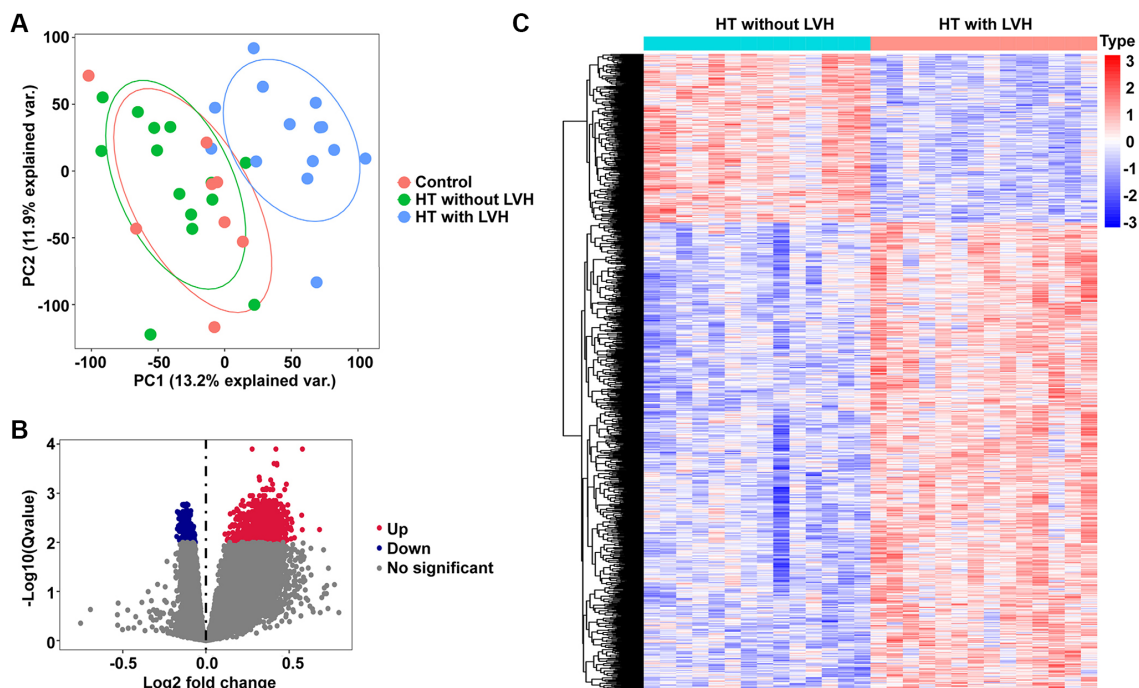 A
100
50
0
-50
-100
PC2 (11.9% explained var.)
-100
-50
0
50
100
PC1 (13.2% explained var.)
Control
HT without LVH
HT with LVH
B
4
3
2
1
0
-Log10(Qvalue)
-0.5
0.0
0.5
Log2 fold change
Up
Down
No significant
C
HT without LVH
HT with LVH
Type
3
2
1
0
-1
-2
-3